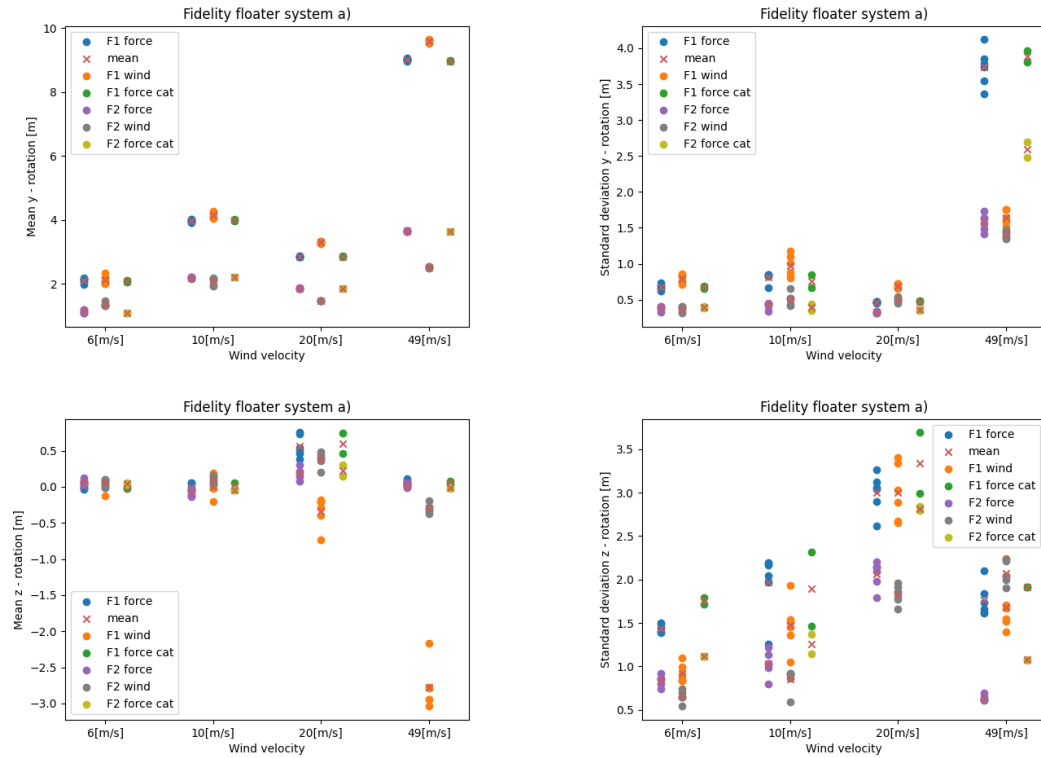 Fidelity floater system a)
Mean y - rotation [m]
10
8
6
4
2
F1 force
mean
F1 wind
F1 force cat
F2 force
F2 wind
F2 force cat
6[m/s] 10[m/s] 20[m/s] 49[m/s]
Wind velocity
Fidelity floater system a)
Standard deviation y - rotation [m]
4.0
3.5
3.0
2.5
2.0
1.5
1.0
0.5
F1 force
mean
F1 wind
F1 force cat
F2 force
F2 wind
F2 force cat
6[m/s] 10[m/s] 20[m/s] 49[m/s]
Wind velocity
Fidelity floater system a)
Mean z - rotation [m]
0.5
0.0
−0.5
−1.0
−1.5
−2.0
−2.5
−3.0
F1 force
mean
F1 wind
F1 force cat
F2 force
F2 wind
F2 force cat
6[m/s] 10[m/s] 20[m/s] 49[m/s]
Wind velocity
Fidelity floater system a)
Standard deviation z - rotation [m]
3.5
3.0
2.5
2.0
1.5
1.0
0.5
F1 force
mean
F1 wind
F1 force cat
F2 force
F2 wind
F2 force cat
6[m/s] 10[m/s] 20[m/s] 49[m/s]
Wind velocity